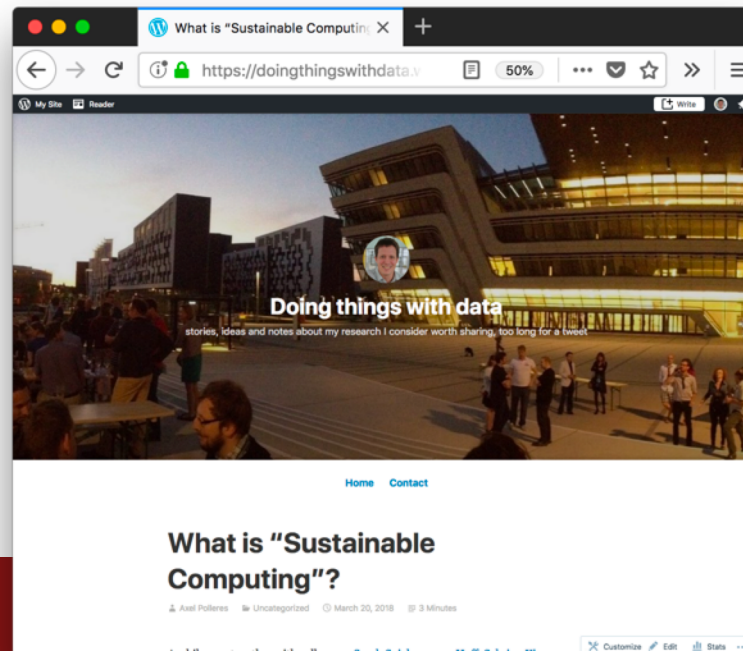 What is "Sustainable Computing
https://doingthingswithdata.w
50%
My Site Reader Write
Doing things with data
stories, ideas and notes about my research I consider worth sharing, too long for a tweet
Home Contact
What is "Sustainable
Computing"?
Axel Polleres Uncategorized March 20, 2018 3 Minutes
Customize Edit Stats